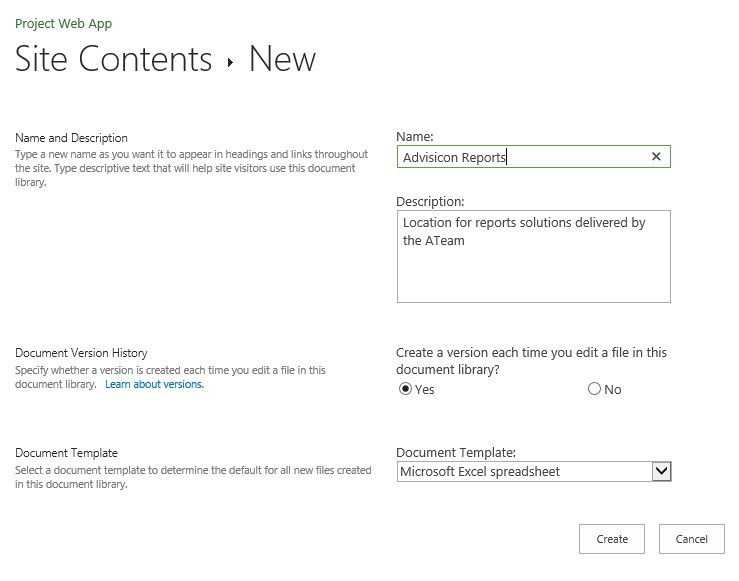 Project Web App
Site Contents ▸ New
Name and Description
Type a new name as you want it to appear in headings and links throughout
the site. Type descriptive text that will help site visitors use this document
library.
Name:
Advisicon Reports
Description:
Location for reports solutions delivered by
the ATeam
Document Version History
Specify whether a version is created each time you edit a file in this
document library. Learn about versions.
Create a version each time you edit a file in this
document library?
Yes No
Document Template
Select a document template to determine the default for all new files created
in this document library.
Document Template:
Microsoft Excel spreadsheet
Create Cancel